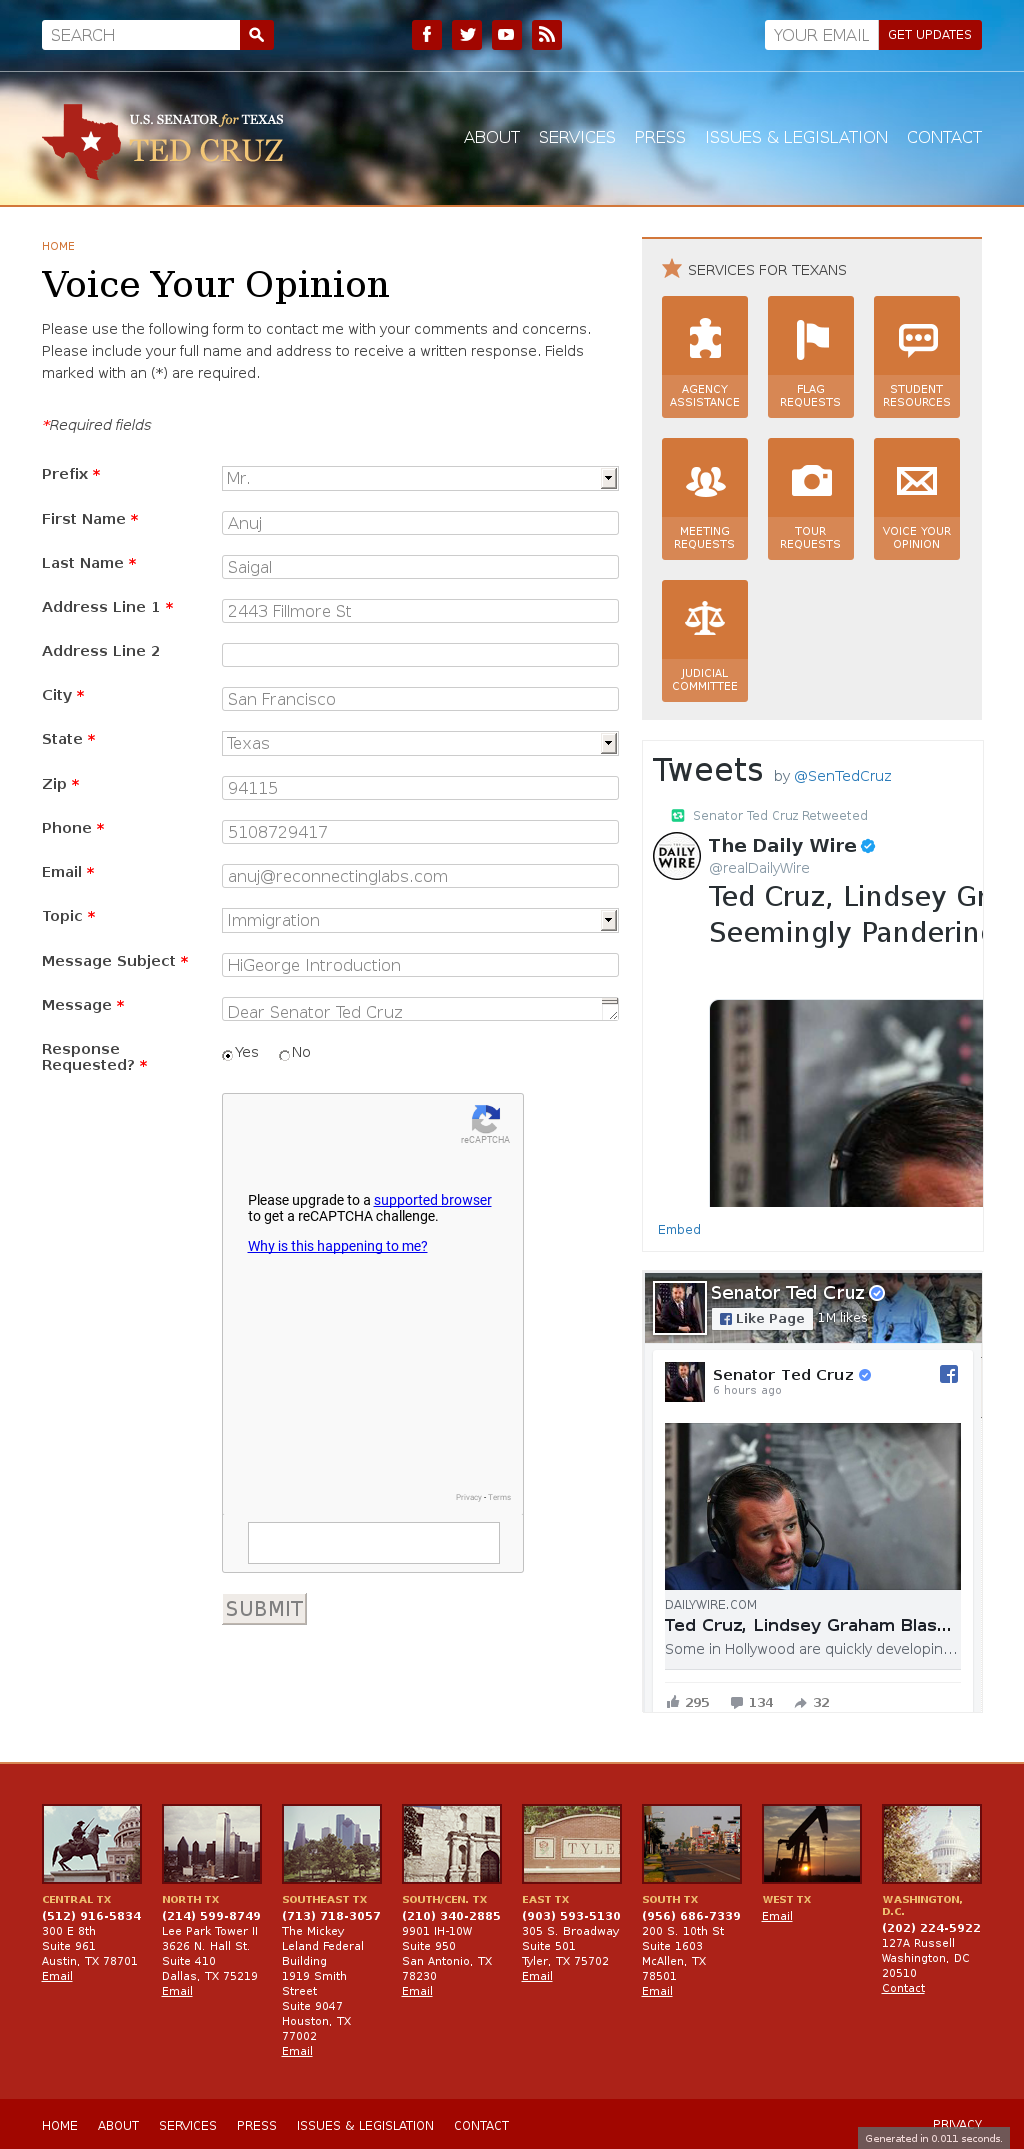 SEARCH
YOUR EMAIL
GET UPDATES
U.S. SENATOR for TEXAS
TED CRUZ
ABOUT SERVICES PRESS ISSUES & LEGISLATION CONTACT
HOME
Voice Your Opinion
Please use the following form to contact me with your comments and concerns.
Please include your full name and address to receive a written response. Fields
marked with an (*) are required.
*Required fields
Prefix * Mr.
First Name * Anuj
Last Name * Saigal
Address Line 1 * 2443 Fillmore St
Address Line 2
City * San Francisco
State * Texas
Zip * 94115
Phone * 5108729417
Email * anuj@reconnectinglabs.com
Topic * Immigration
Message Subject * HiGeorge Introduction
Message * Dear Senator Ted Cruz
Response
Requested? *
Yes No
reCAPTCHA
Please upgrade to a supported browser
to get a reCAPTCHA challenge.
Why is this happening to me?
Privacy - Terms
SUBMIT
SERVICES FOR TEXANS
AGENCY
ASSISTANCE
FLAG
REQUESTS
STUDENT
RESOURCES
MEETING
REQUESTS
TOUR
REQUESTS
VOICE YOUR
OPINION
JUDICIAL
COMMITTEE
Tweets by @SenTedCruz
Senator Ted Cruz Retweeted
THE
DAILY
WIRE
The Daily Wire
@realDailyWire
Ted Cruz, Lindsey Gr
Seemingly Pandering
Embed
Senator Ted Cruz
Like Page 1M likes
Senator Ted Cruz
6 hours ago
DAILYWIRE.COM
Ted Cruz, Lindsey Graham Blas...
Some in Hollywood are quickly developin...
295 134 32
CENTRAL TX
(512) 916-5834
300 E 8th
Suite 961
Austin, TX 78701
Email
NORTH TX
(214) 599-8749
Lee Park Tower II
3626 N. Hall St.
Suite 410
Dallas, TX 75219
Email
SOUTHEAST TX
(713) 718-3057
The Mickey
Leland Federal
Building
1919 Smith
Street
Suite 9047
Houston, TX
77002
Email
SOUTH/CEN. TX
(210) 340-2885
9901 IH-10W
Suite 950
San Antonio, TX
78230
Email
TYLE
EAST TX
(903) 593-5130
305 S. Broadway
Suite 501
Tyler, TX 75702
Email
SOUTH TX
(956) 686-7339
200 S. 10th St
Suite 1603
McAllen, TX
78501
Email
WEST TX
Email
WASHINGTON,
D.C.
(202) 224-5922
127A Russell
Washington, DC
20510
Contact
HOME ABOUT SERVICES PRESS ISSUES & LEGISLATION CONTACT
PRIVACY
Generated in 0.011 seconds.